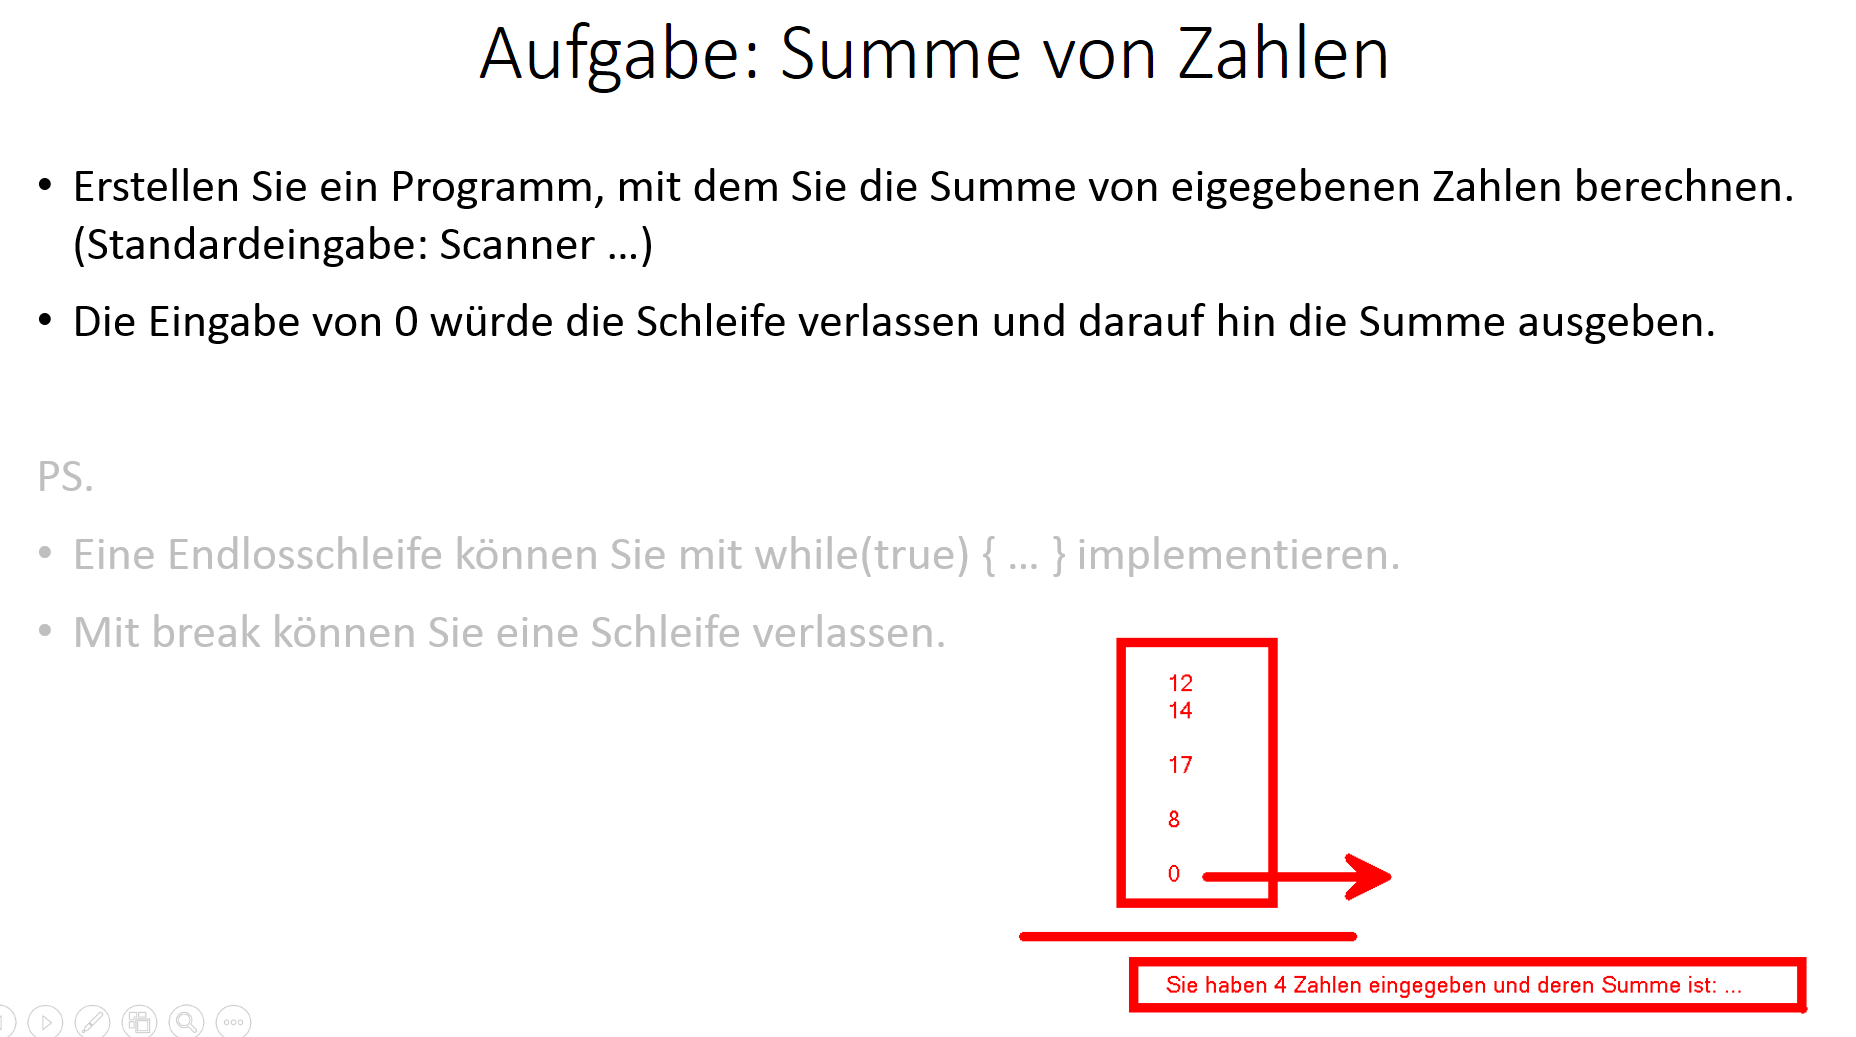 Aufgabe: Summe von Zahlen
• Erstellen Sie ein Programm, mit dem Sie die Summe von eigegebenen Zahlen berechnen.
(Standardeingabe: Scanner ...)
• Die Eingabe von 0 würde die Schleife verlassen und darauf hin die Summe ausgeben.
PS.
• Eine Endlosschleife können Sie mit while(true) { ... } implementieren.
• Mit break können Sie eine Schleife verlassen.
12
14
17
8
0
Sie haben 4 Zahlen eingegeben und deren Summe ist: ...